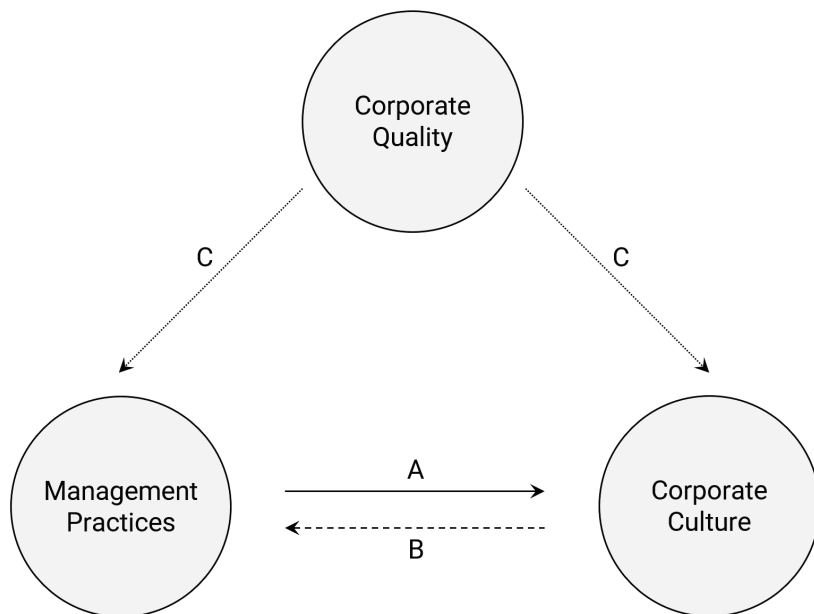 Corporate
Quality
C
C
Management
Practices
A
B
Corporate
Culture